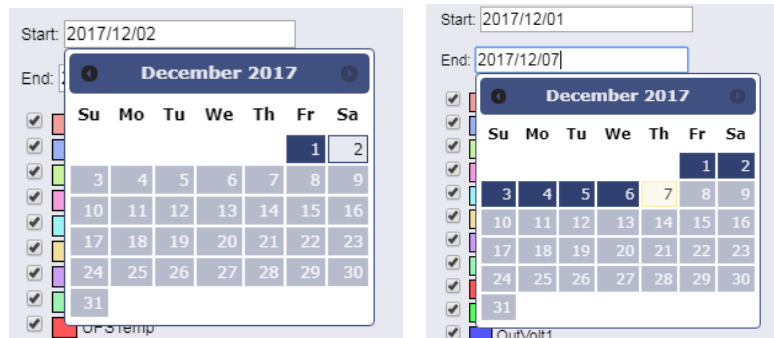 Start: 2017/12/02
End: 2
December 2017
Su Mo Tu We Th Fr Sa
1 2
3 4 5 6 7 8 9
10 11 12 13 14 15 16
17 18 19 20 21 22 23
24 25 26 27 28 29 30
31
UPSTemp
Start: 2017/12/01
End: 2017/12/07
December 2017
Su Mo Tu We Th Fr Sa
1 2
3 4 5 6 7 8 9
10 11 12 13 14 15 16
17 18 19 20 21 22 23
24 25 26 27 28 29 30
31
OutVolt1